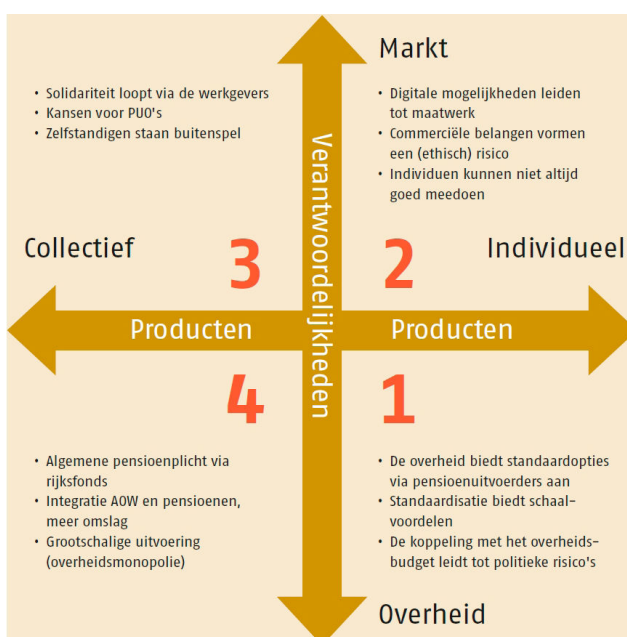 Markt
• Solidariteit loopt via de werkgevers
• Kansen voor PUO's
• Zelfstandigen staan buitenspel
• Digitale mogelijkheden leiden
tot maatwerk
• Commerciële belangen vormen
een (ethisch) risico
• Individuen kunnen niet altijd
goed meedoen
Verantwoordelijkheden
Collectief
3
2
Individueel
Producten
Producten
4
1
• Algemene pensioenplicht via
rijksfonds
• Integratie AOW en pensioenen,
meer omslag
• Grootschalige uitvoering
(overheidsmonopolie)
• De overheid biedt standaardopties
via pensioenuitvoerders aan
• Standaardisatie biedt schaal-
voordelen
• De koppeling met het overheids-
budget leidt tot politieke risico's
Overheid